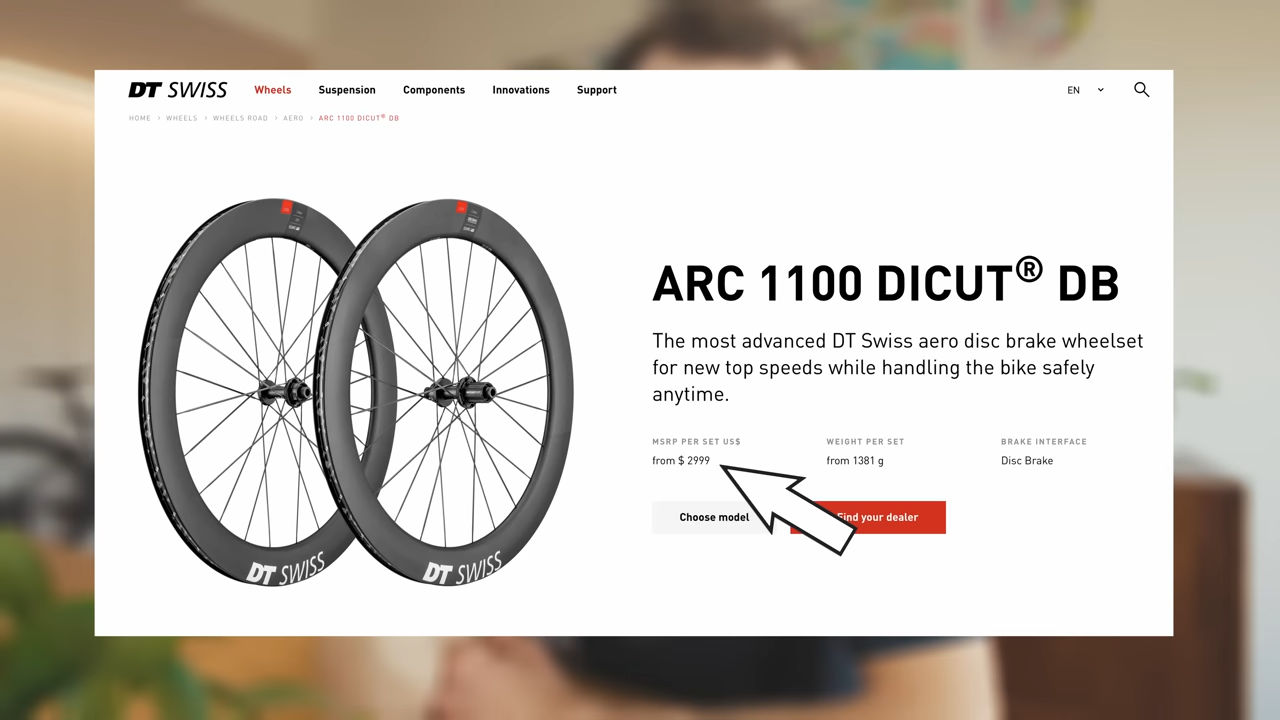 DT SWISS
Wheels
Suspension
Components
Innovations
Support
EN
HOME > WHEELS > WHEELS ROAD > AERO > ARC 1100 DICUT® DB
ARC 1100 DICUT® DB
The most advanced DT Swiss aero disc brake wheelset
for new top speeds while handling the bike safely
anytime.
MSRP PER SET US$
from $ 2999
WEIGHT PER SET
from 1381 g
BRAKE INTERFACE
Disc Brake
Choose model
Find your dealer
DT SWISS
DT SWISS